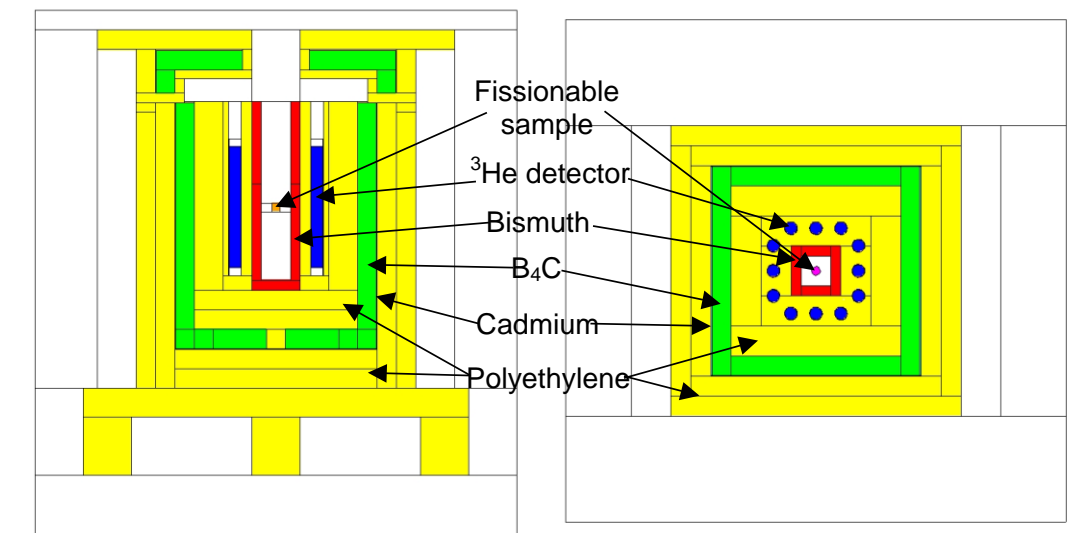 Fissionable
sample
³He detector
Bismuth
B₄C
Cadmium
Polyethylene